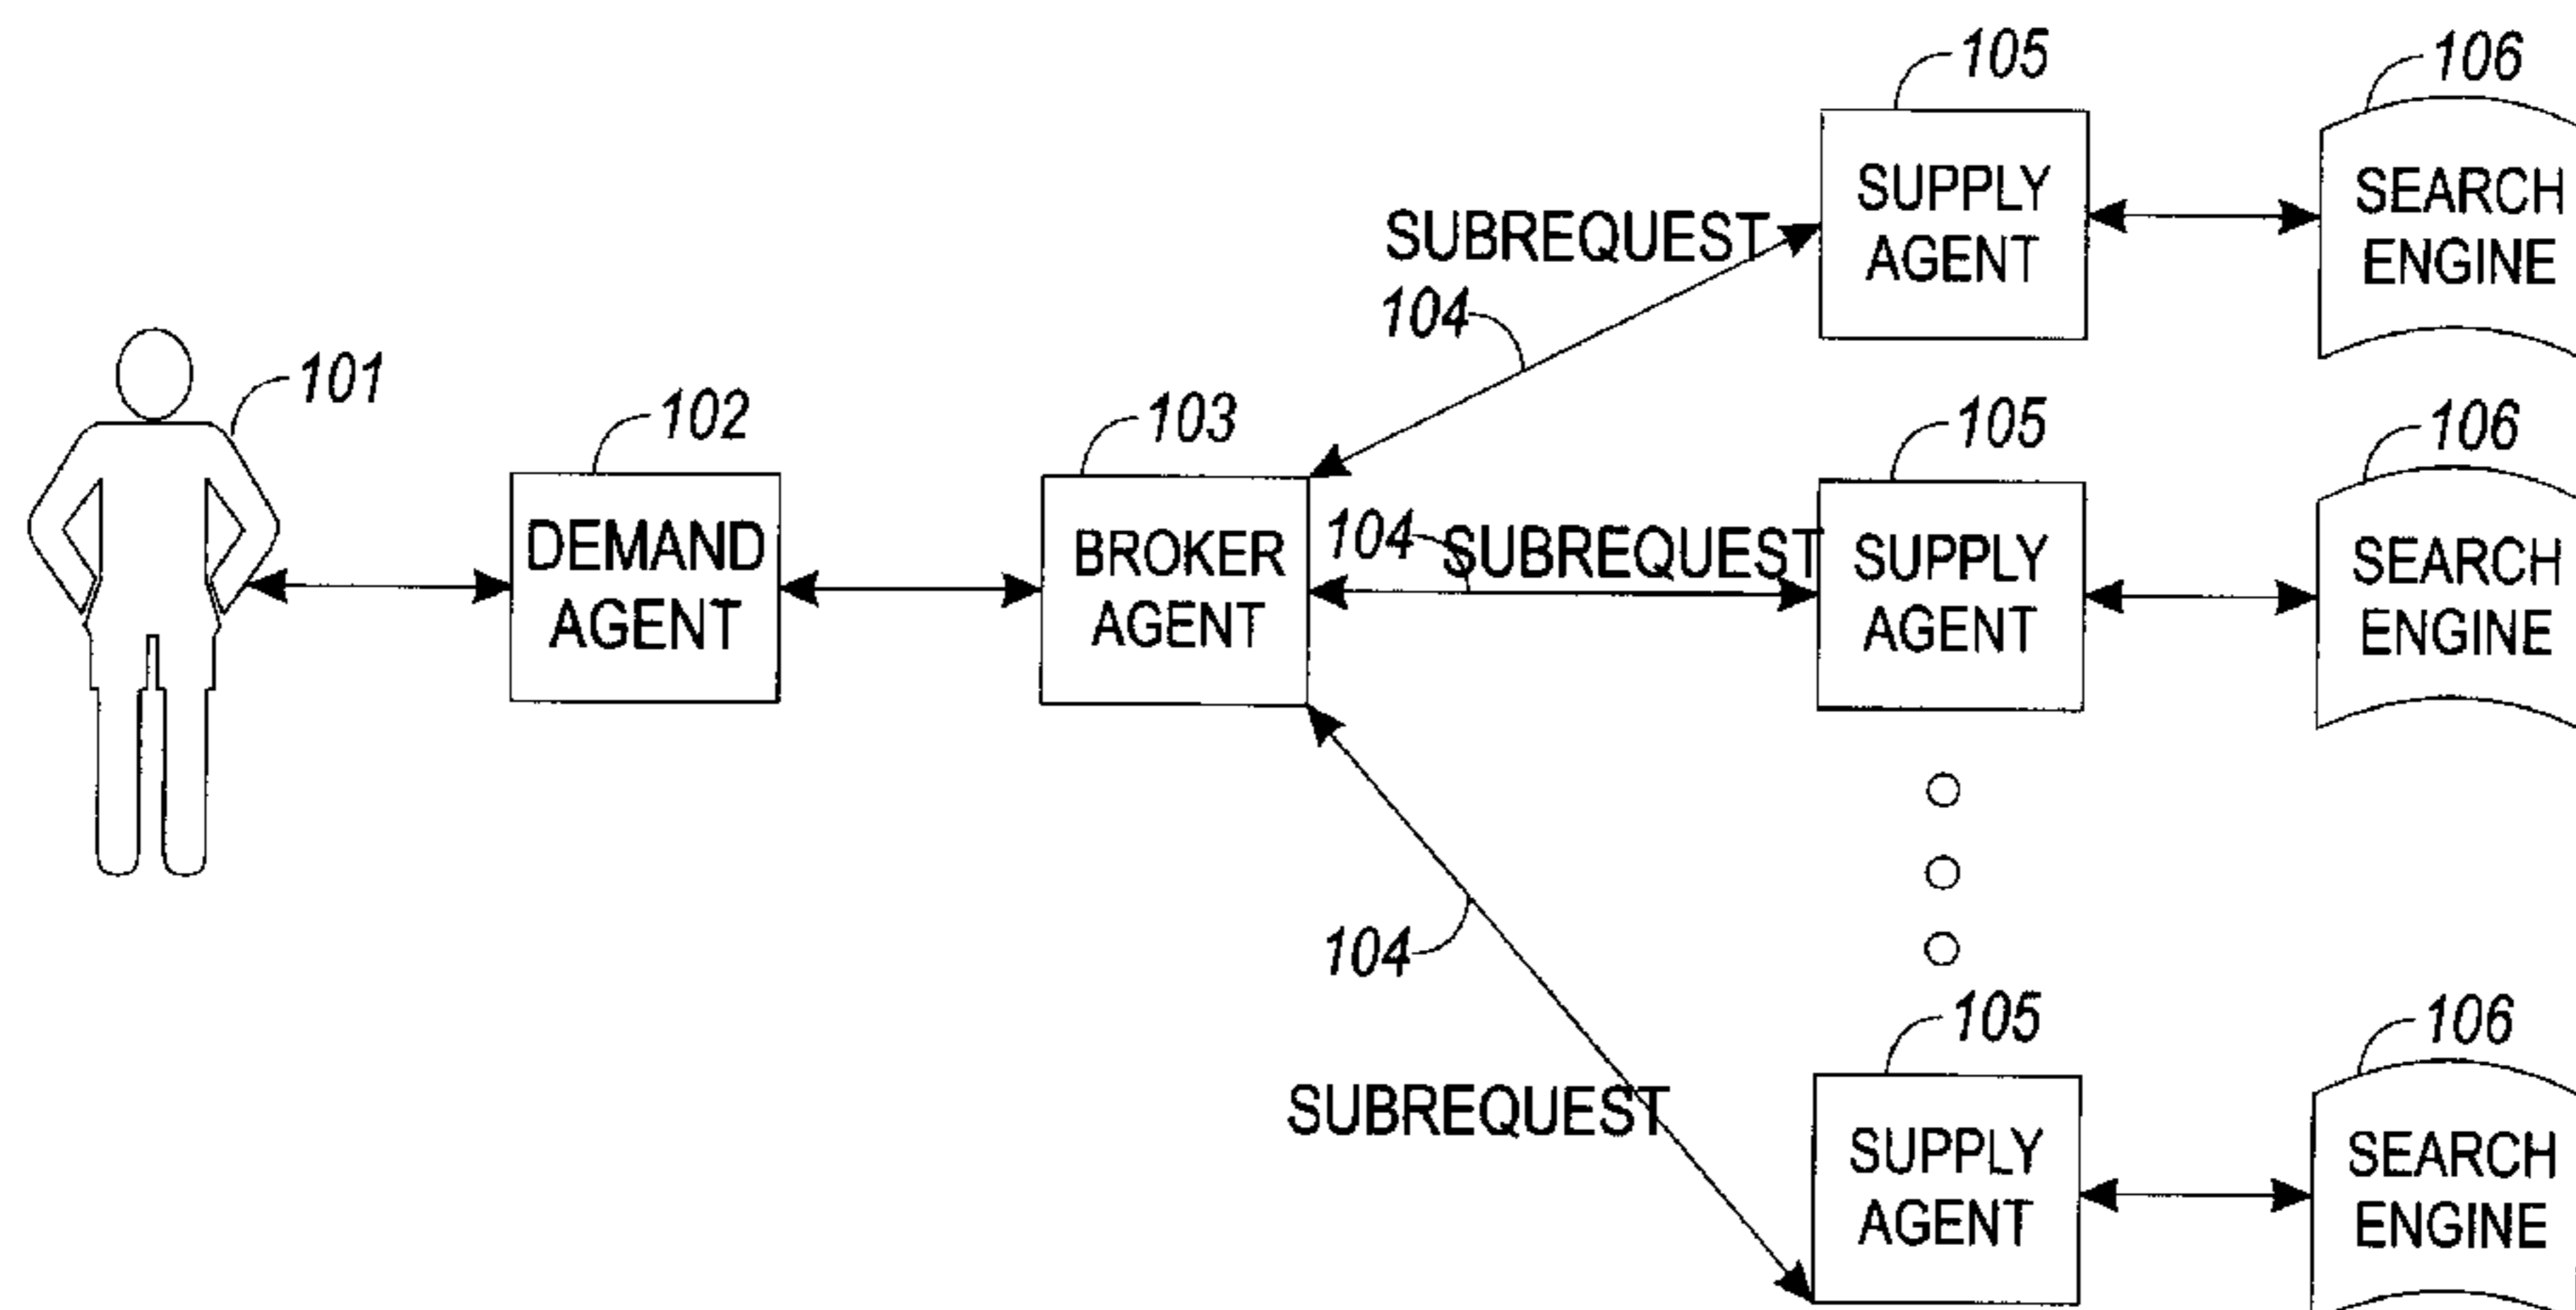 105
106
SUPPLY
AGENT
SEARCH
ENGINE
SUBREQUEST
104
101
102
103
105
106
DEMAND
AGENT
BROKER
AGENT
104
SUBREQUEST
SUPPLY
AGENT
SEARCH
ENGINE
104
105
106
SUBREQUEST
SUPPLY
AGENT
SEARCH
ENGINE